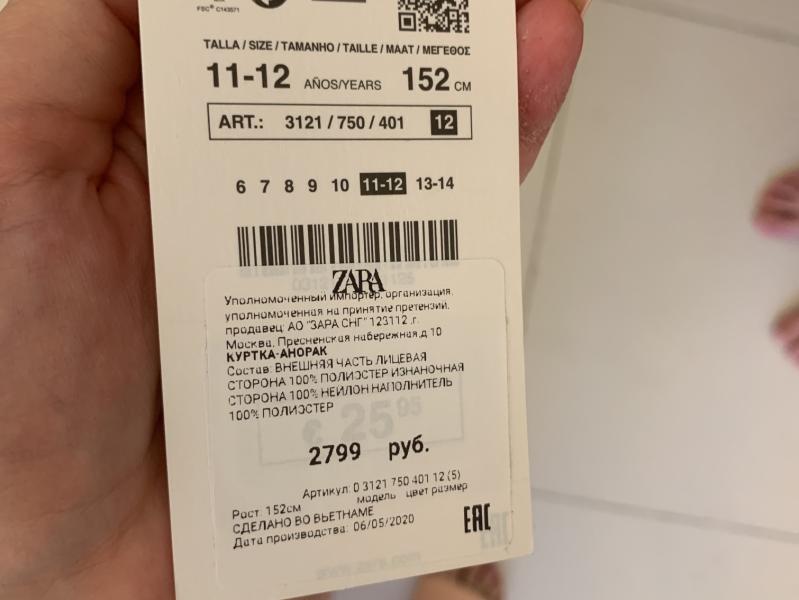 FSC® C143571
TALLA / SIZE / TAMANHO / TAILLE / MAAT / ΜΕΓΕΘΟΣ
11-12 AÑOS/YEARS 152 CM
ART.: 3121 / 750 / 401 12
6 7 8 9 10 11-12 13-14
ZARA
Уполномоченный импортер, организация,
уполномоченная на принятие претензий,
продавец: АО "ЗАРА СНГ" 123112 ,г.
Москва, Пресненская набережная,д.10
КУРТКА-АНОРАК
Состав: ВНЕШНЯЯ ЧАСТЬ ЛИЦЕВАЯ
СТОРОНА 100% ПОЛИЭСТЕР ИЗНАНОЧНАЯ
СТОРОНА 100% НЕЙЛОН НАПОЛНИТЕЛЬ
100% ПОЛИЭСТЕР
€ 25 95
2799 руб.
Артикул: 0 3121 750 401 12 (5)
модель цвет размер
Рост: 152см
СДЕЛАНО ВО ВЬЕТНАМЕ
Дата производства: 06/05/2020
EAC